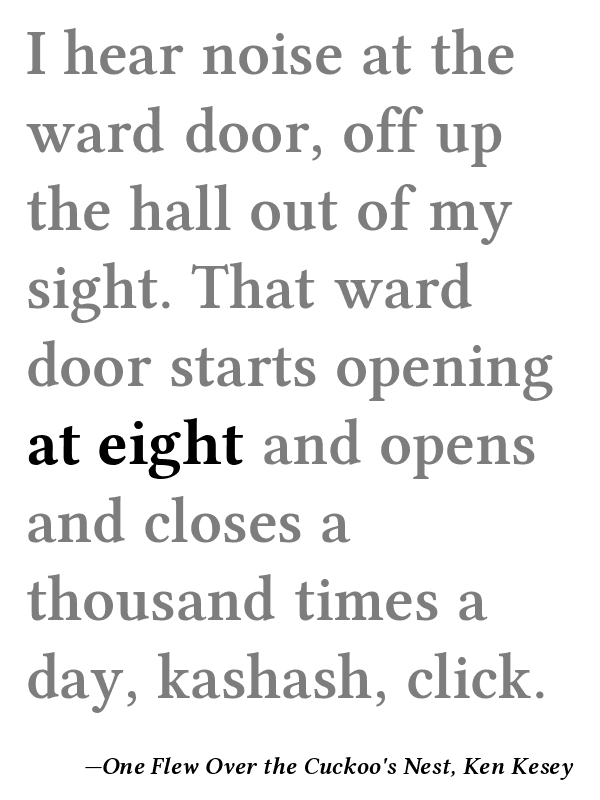 I hear noise at the
ward door, off up
the hall out of my
sight. That ward
door starts opening
at eight and opens
and closes a
thousand times a
day, kashash, click.
—One Flew Over the Cuckoo's Nest, Ken Kesey